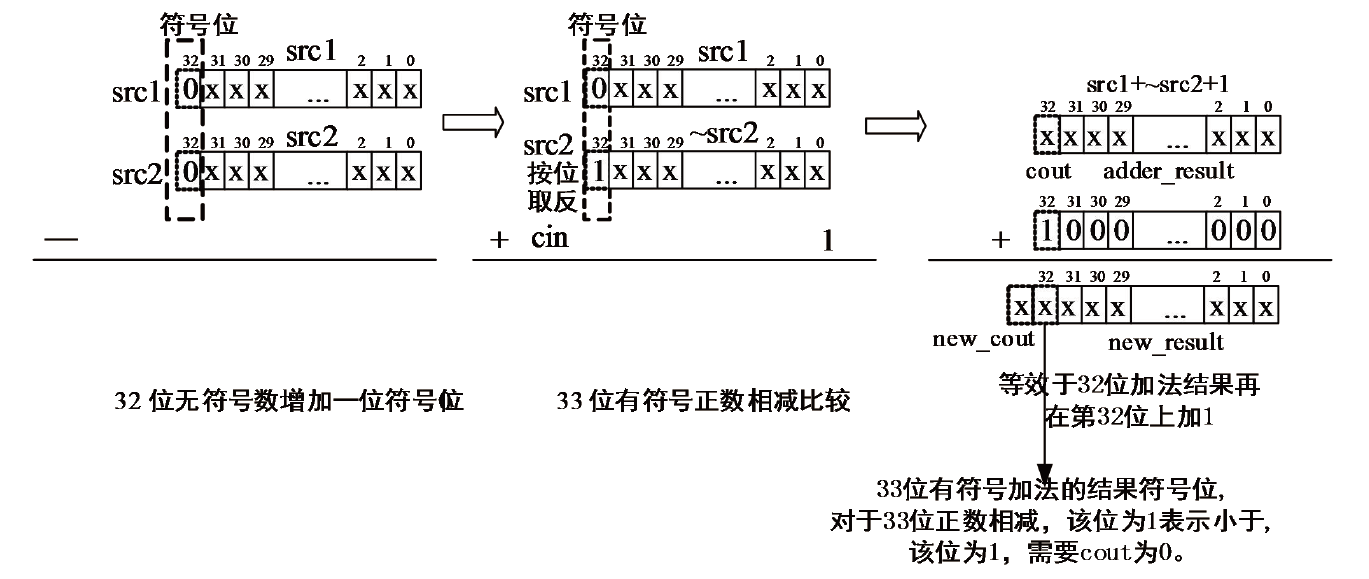 符号位
32 31 30 29 src1 2 1 0
src1 0 x x x ... x x x
32 31 30 29 src2 2 1 0
src2 0 x x x ... x x x
—
32 位无符号数增加一位符号位0
符号位
32 31 30 29 src1 2 1 0
src1 0 x x x ... x x x
32 31 30 29 ~src2 2 1 0
src2
按位
取反
1 x x x ... x x x
+ cin 1
33 位有符号正数相减比较
src1+~src2+1
32 31 30 29 2 1 0
x x x x ... x x x
cout adder_result
32 31 30 29 2 1 0
+ 1 0 0 0 ... 0 0 0
32 31 30 29 2 1 0
x x x x x ... x x x
new_cout new_result
等效于32位加法结果再
在第32位上加1
33位有符号加法的结果符号位,
对于33位正数相减，该位为1表示小于,
该位为1，需要cout为0。